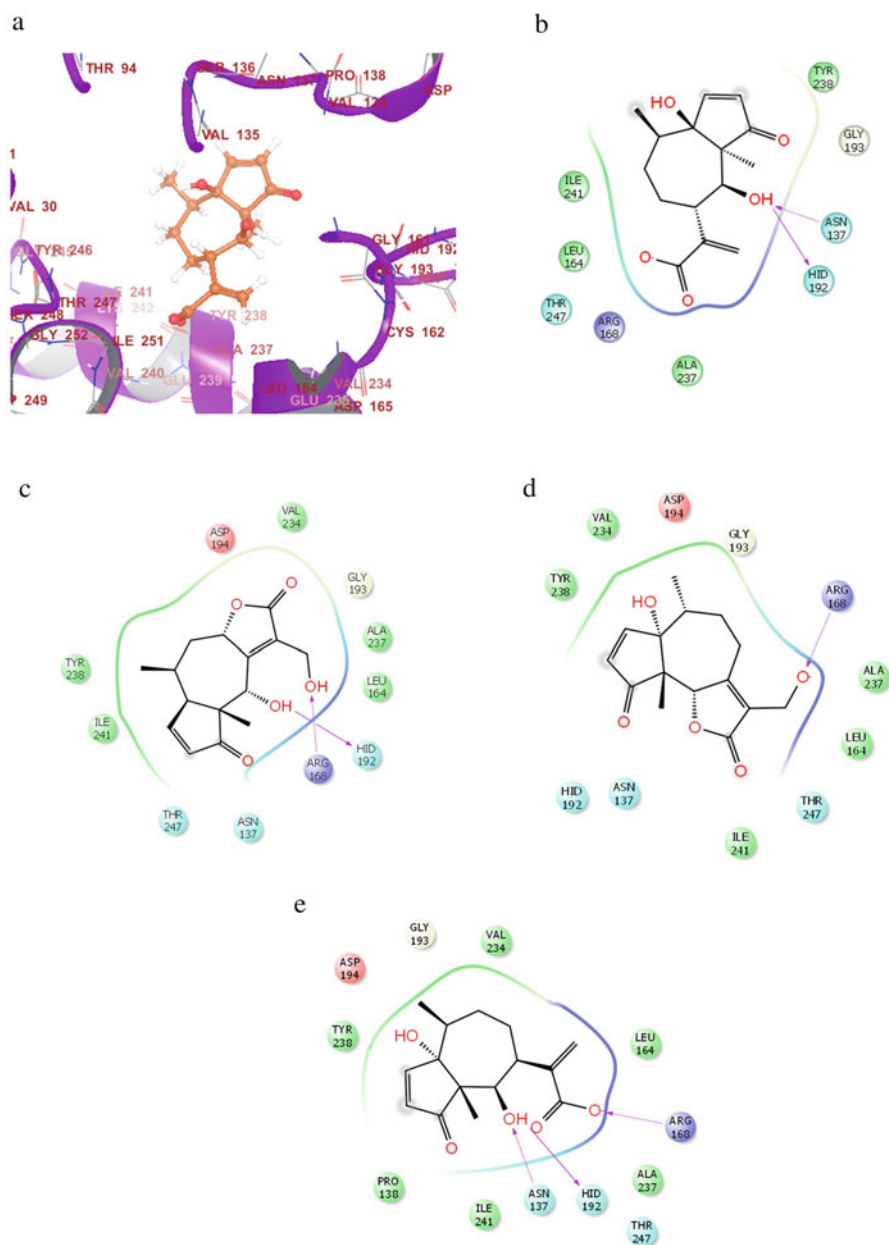 a
THR 94
SER 136
ASN 137
PRO 138
VAL 139
ASP
VAL 135
VAL 30
TYR 246
THR 247
GLY 252
ILE 241
CYS 242
ILE 251
TYR 238
ALA 237
VAL 240
GLU 239
GLY 161
HID 192
GLY 193
CYS 162
LEU 164
VAL 234
ASP 165
249
b
TYR
238
HO
GLY
193
O
ILE
241
OH
ASN
137
LEU
164
O
HID
192
THR
247
ARG
168
O
ALA
237
c
VAL
234
ASP
194
O
O
GLY
193
ALA
237
TYR
238
OH
LEU
164
OH
ILE
241
O
ARG
168
HID
192
THR
247
ASN
137
d
ASP
194
VAL
234
GLY
193
TYR
238
HO
ARG
168
O
ALA
237
O
O
LEU
164
O
HID
192
ASN
137
THR
247
ILE
241
e
GLY
193
VAL
234
ASP
194
TYR
238
HO
LEU
164
O
OH
O
O
ARG
168
PRO
138
ALA
237
ILE
241
ASN
137
HID
192
THR
247